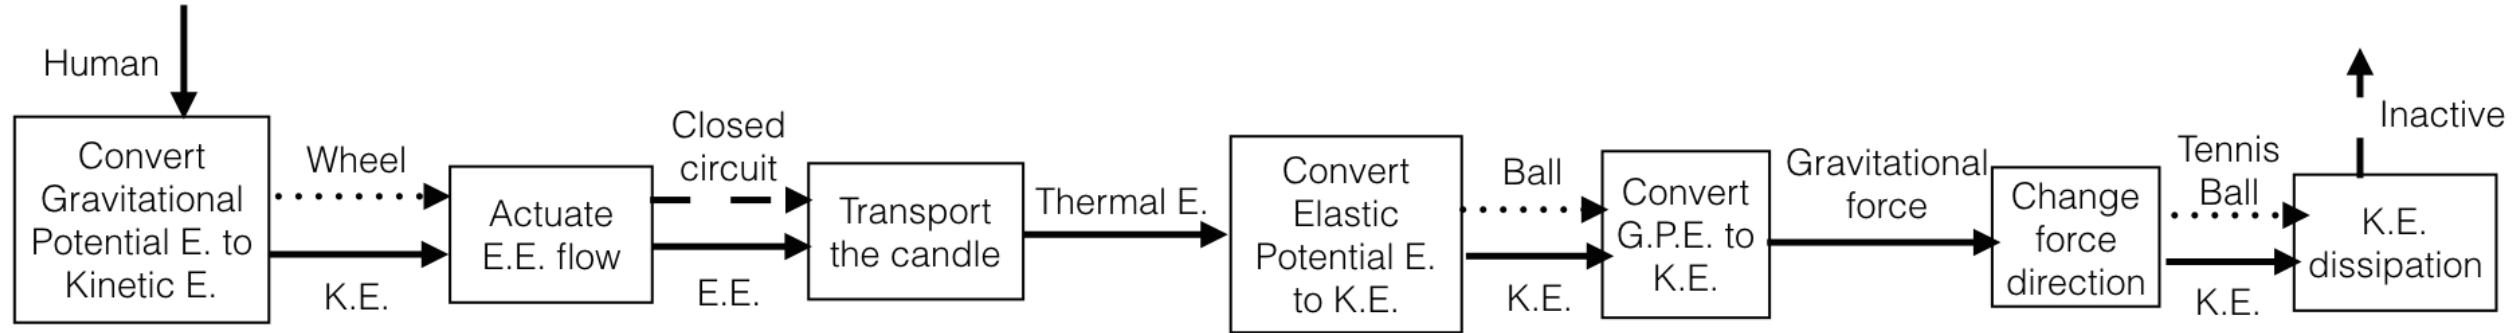 Human
Convert
Gravitational
Potential E. to
Kinetic E.
Wheel
K.E.
Actuate
E.E. flow
Closed
circuit
E.E.
Transport
the candle
Thermal E.
Convert
Elastic
Potential E.
to K.E.
Ball
K.E.
Convert
G.P.E. to
K.E.
Gravitational
force
Change
force
direction
Tennis
Ball
K.E.
K.E.
dissipation
Inactive